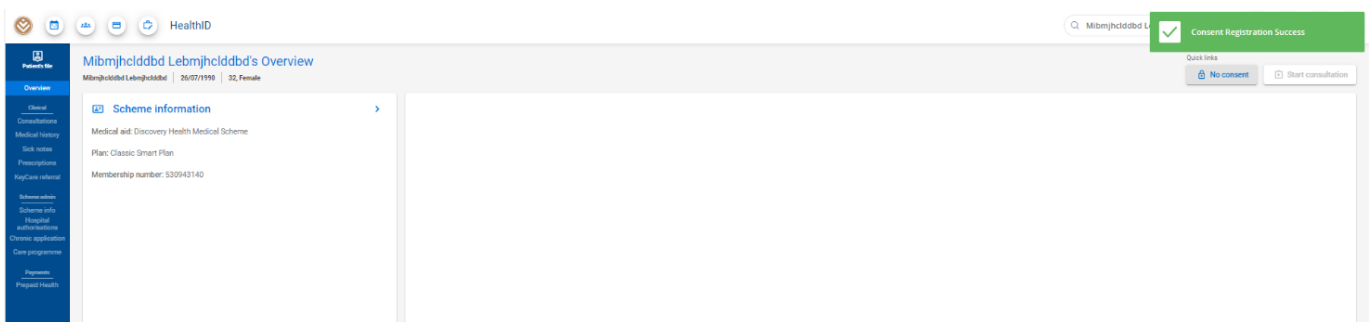 HealthID
Mibmjhclddbd L
Consent Registration Success
Patient's file
Overview
Clinical
Consultations
Medical history
Sick notes
Prescriptions
KeyCare referral
Scheme admin
Scheme info
Hospital
authorisations
Chronic application
Care programme
Payments
Prepaid Health
Mibmjhclddbd Lebmjhclddbd's Overview
Mibmjhclddbd Lebmjhclddbd 26/07/1990 32, Female
Quick links
No consent Start consultation
Scheme information
Medical aid: Discovery Health Medical Scheme
Plan: Classic Smart Plan
Membership number: 530943140